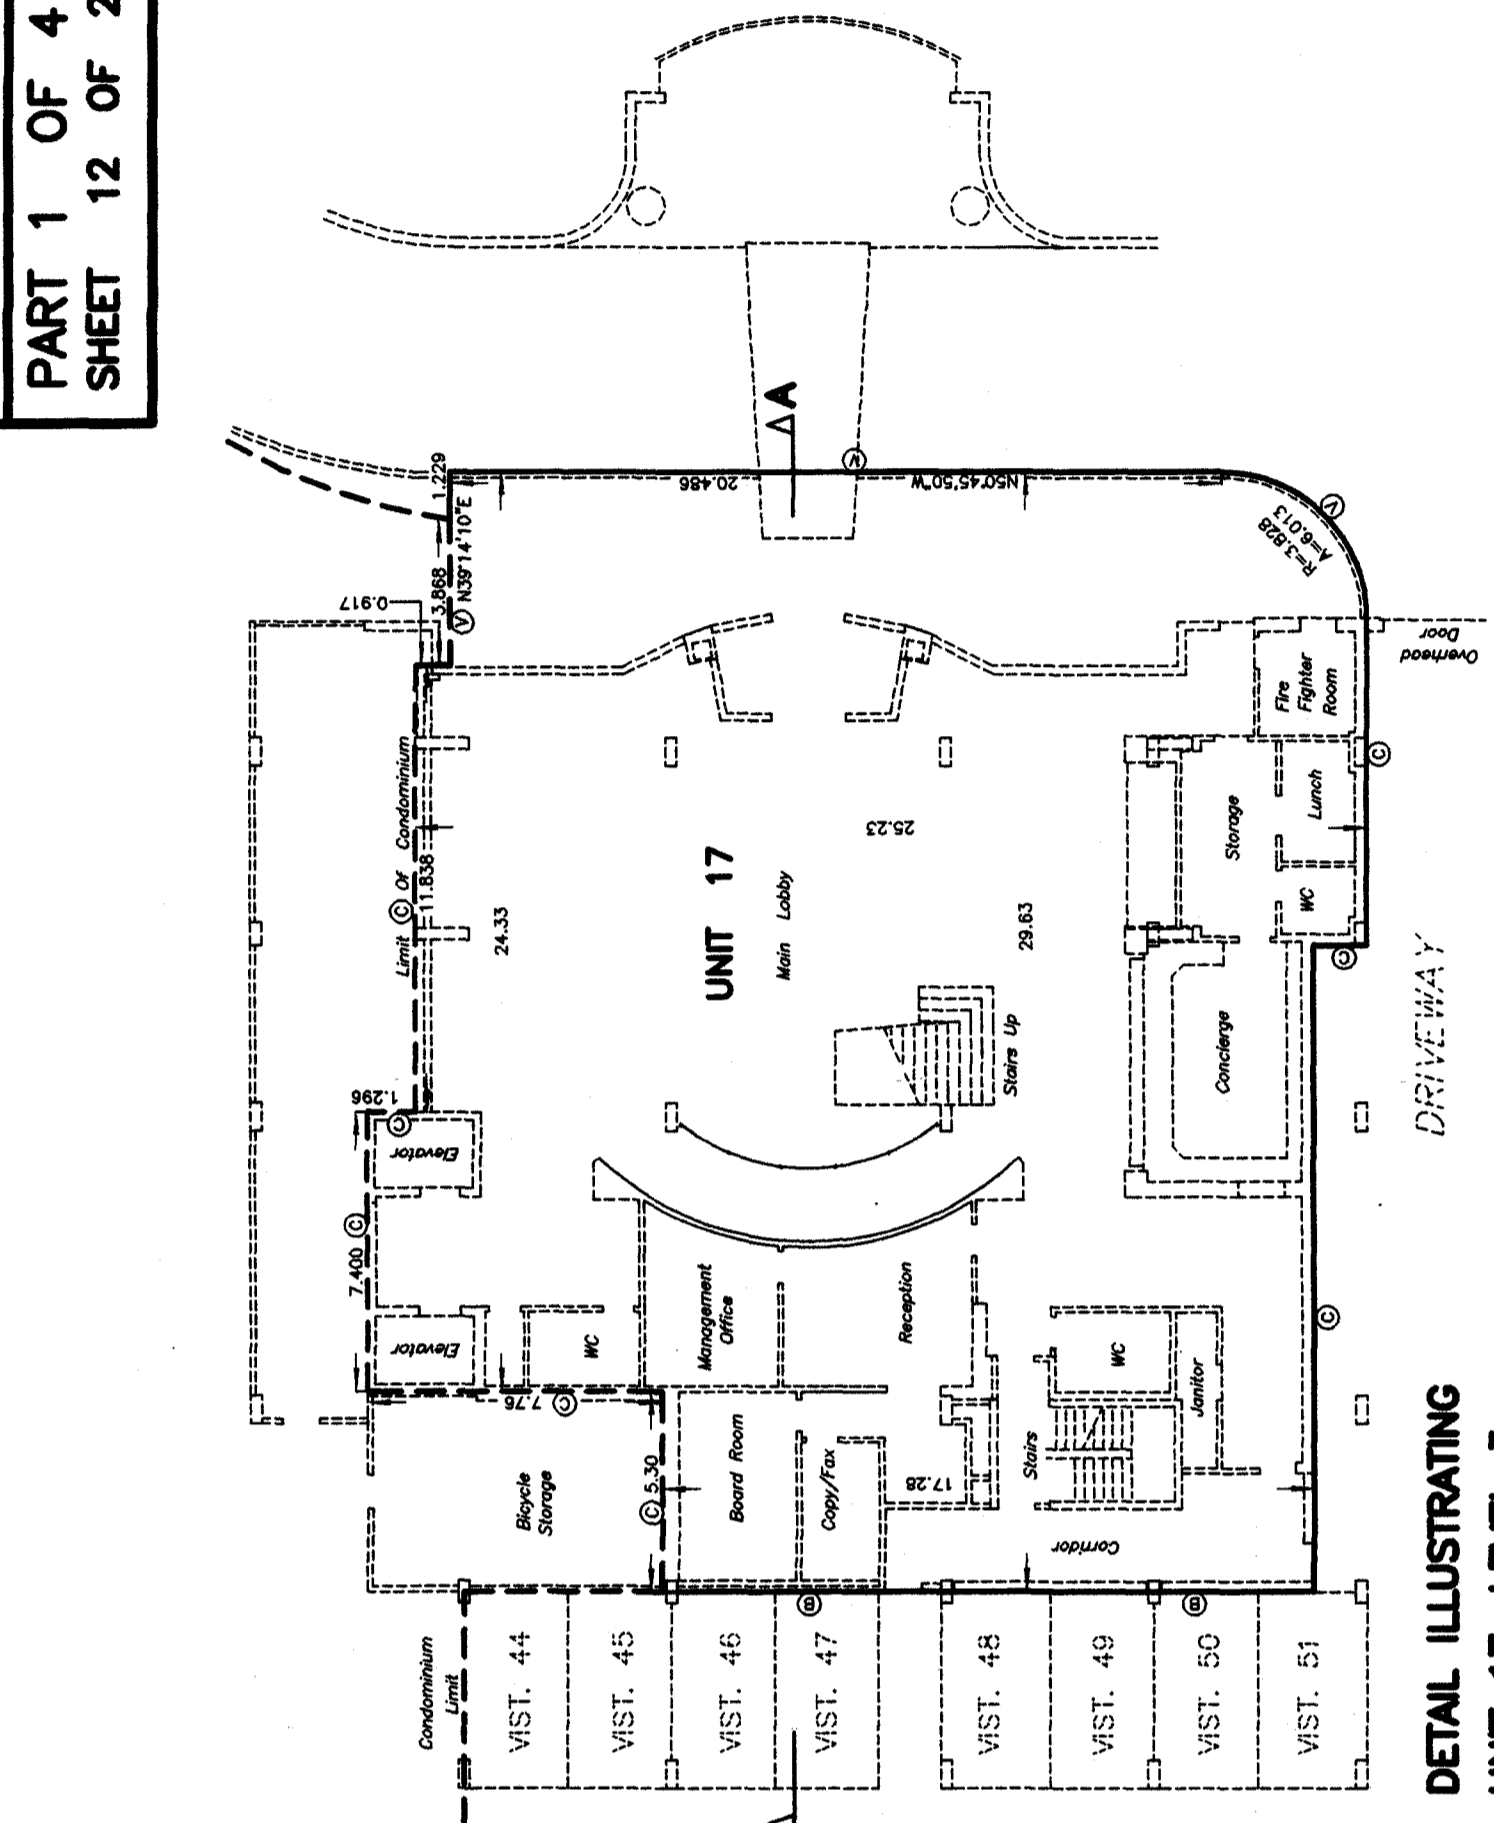 PART 1 OF 4
SHEET 12 OF
1.229
N39°14'10"E
3.868
0.917
V
20.486
A
V
N50°45'50"W
R=3.828
A=6.013
V
Overhead
Door
Fire
Fighter
Room
Limit Of Condominium
C
11.838
24.33
25.23
UNIT 17
Main Lobby
29.63
Storage
Lunch
WC
C
C
DRIVEWAY
Concierge
Stairs Up
1.296
C
Elevator
7.400
C
Elevator
WC
Management
Office
Reception
WC
Janitor
C
7.76
C
5.30
C
Bicycle
Storage
Board Room
Copy/Fax
17.28
Stairs
Corridor
B
B
Condominium
Limit
VIST. 44
VIST. 45
VIST. 46
VIST. 47
VIST. 48
VIST. 49
VIST. 50
VIST. 51
DETAIL ILLUSTRATING